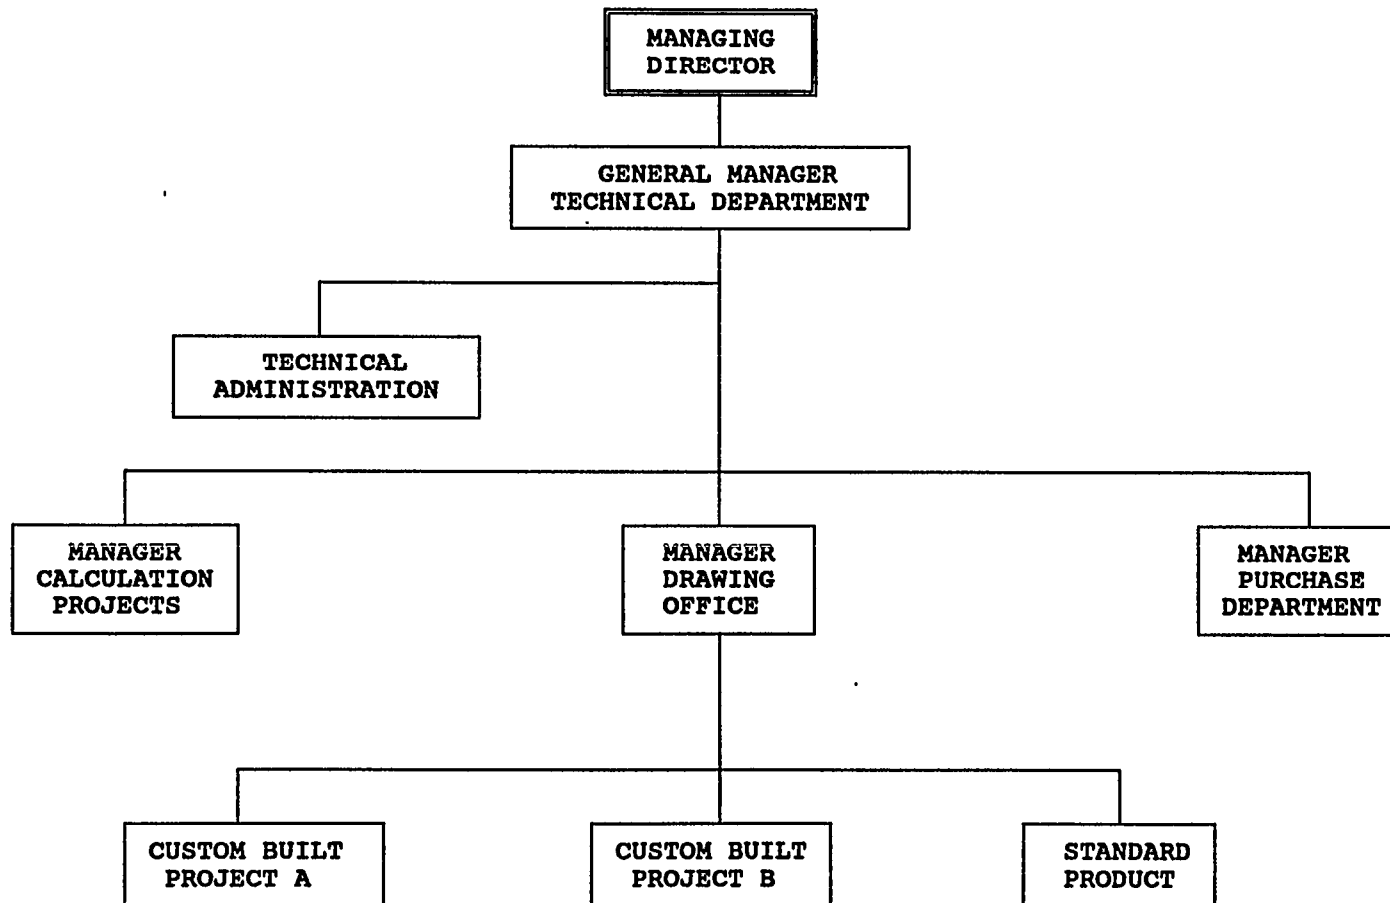 MANAGING
DIRECTOR
GENERAL MANAGER
TECHNICAL DEPARTMENT
TECHNICAL
ADMINISTRATION
MANAGER
CALCULATION
PROJECTS
MANAGER
DRAWING
OFFICE
MANAGER
PURCHASE
DEPARTMENT
CUSTOM BUILT
PROJECT A
CUSTOM BUILT
PROJECT B
STANDARD
PRODUCT